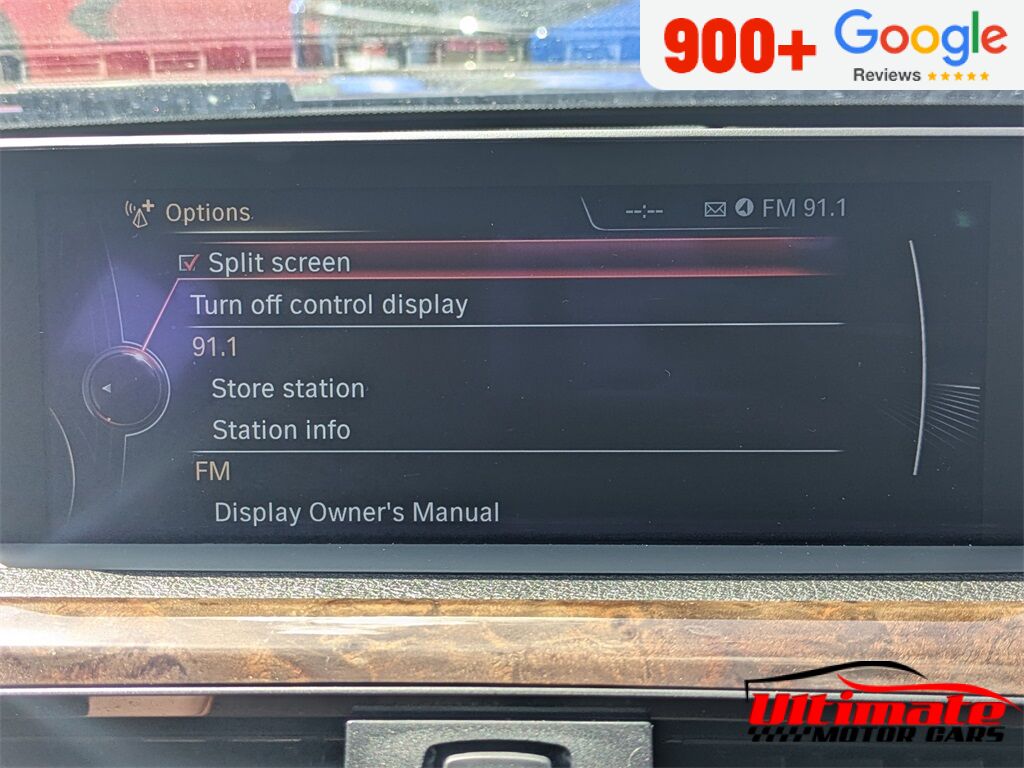 900+ Google
Reviews
Options
--:-- FM 91.1
Split screen
Turn off control display
91.1
Store station
Station info
FM
Display Owner's Manual
Ultimate
MOTOR CARS